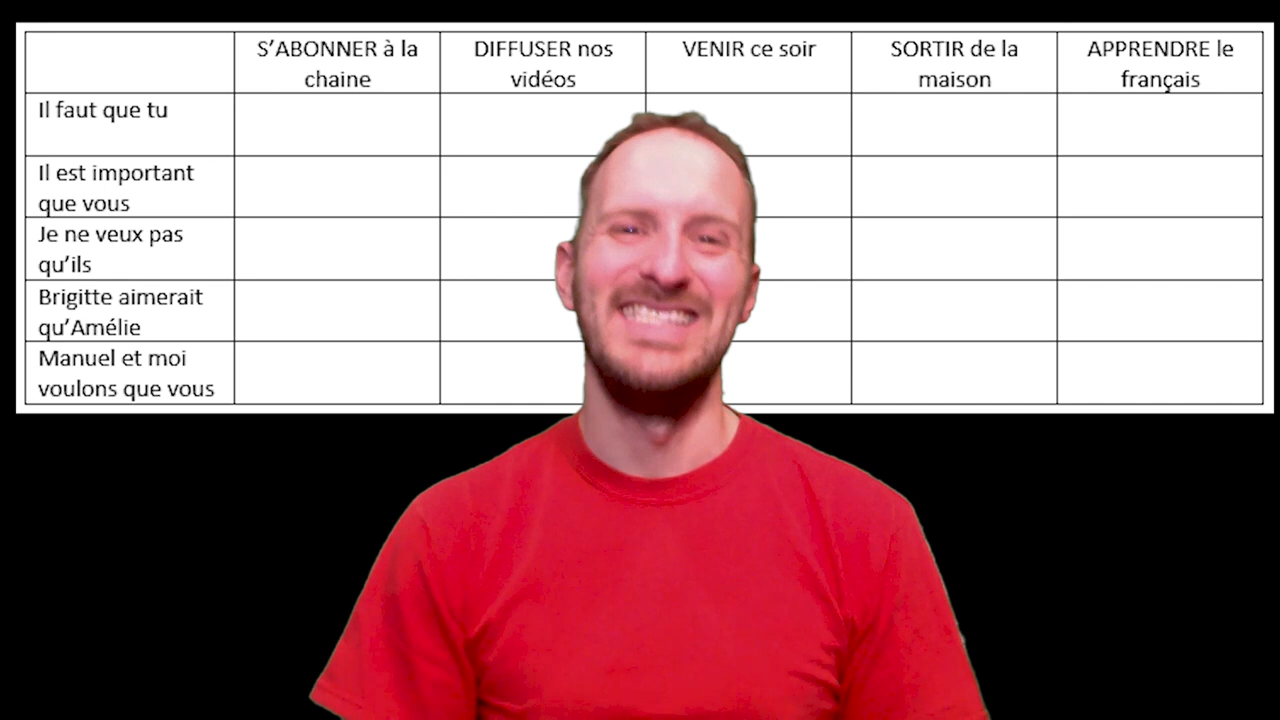 S'ABONNER à la
chaine
DIFFUSER nos
vidéos
VENIR ce soir
SORTIR de la
maison
APPRENDRE le
français
Il faut que tu
Il est important
que vous
Je ne veux pas
qu'ils
Brigitte aimerait
qu'Amélie
Manuel et moi
voulons que vous